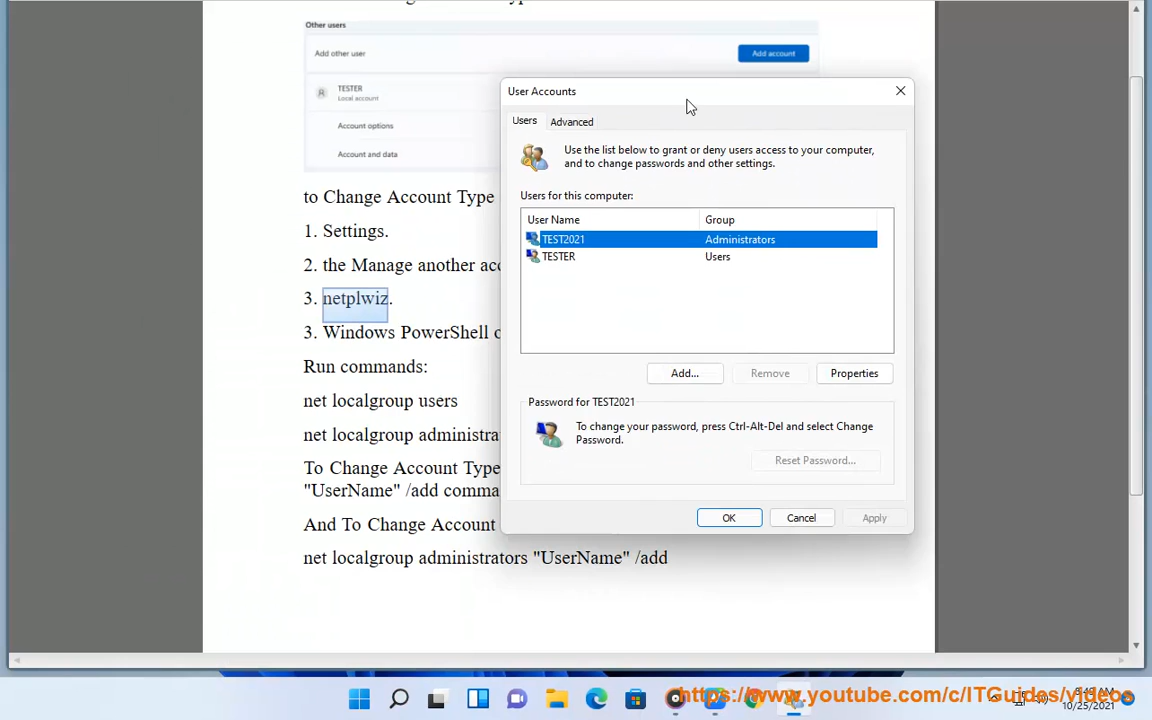 Other users
Add other user
Add account
TESTER
Local account
Account options
Account and data
to Change Account Type
1. Settings.
2. the Manage another acc
3. netplwiz.
3. Windows PowerShell o
Run commands:
net localgroup users
net localgroup administra
To Change Account Type
"UserName" /add comma
And To Change Account
net localgroup administrators "UserName" /add
User Accounts
Users
Advanced
Use the list below to grant or deny users access to your computer,
and to change passwords and other settings.
Users for this computer:
User Name Group
TEST2021 Administrators
TESTER Users
Add...
Remove
Properties
Password for TEST2021
To change your password, press Ctrl-Alt-Del and select Change
Password.
Reset Password...
OK
Cancel
Apply
https://www.youtube.com/c/ITGuides/videos
10/25/2021